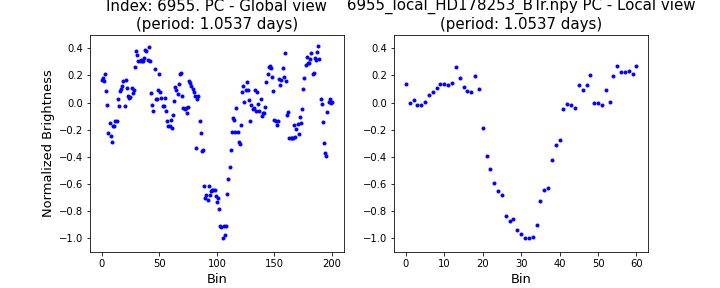 Index: 6955. PC - Global view
(period: 1.0537 days)
6955_local_HD178253_BTr.npy PC - Local view
(period: 1.0537 days)
Normalized Brightness
0.4
0.2
0.0
−0.2
−0.4
−0.6
−0.8
−1.0
0 50 100 150 200
Bin
0.4
0.2
0.0
−0.2
−0.4
−0.6
−0.8
−1.0
0 10 20 30 40 50 60
Bin